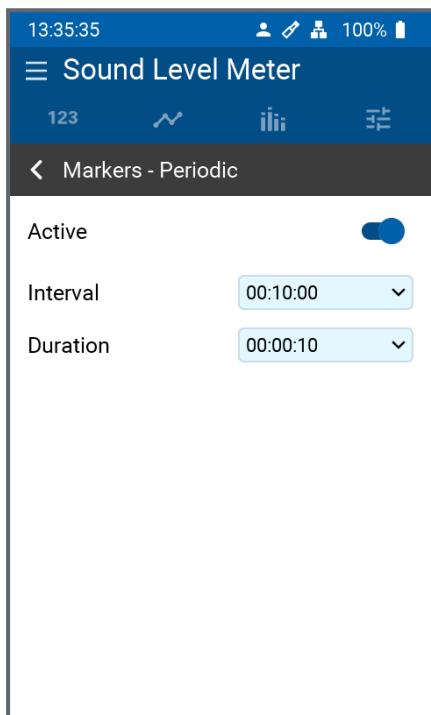 13:35:35 100%
Sound Level Meter
123
Markers - Periodic
Active
Interval 00:10:00
Duration 00:00:10